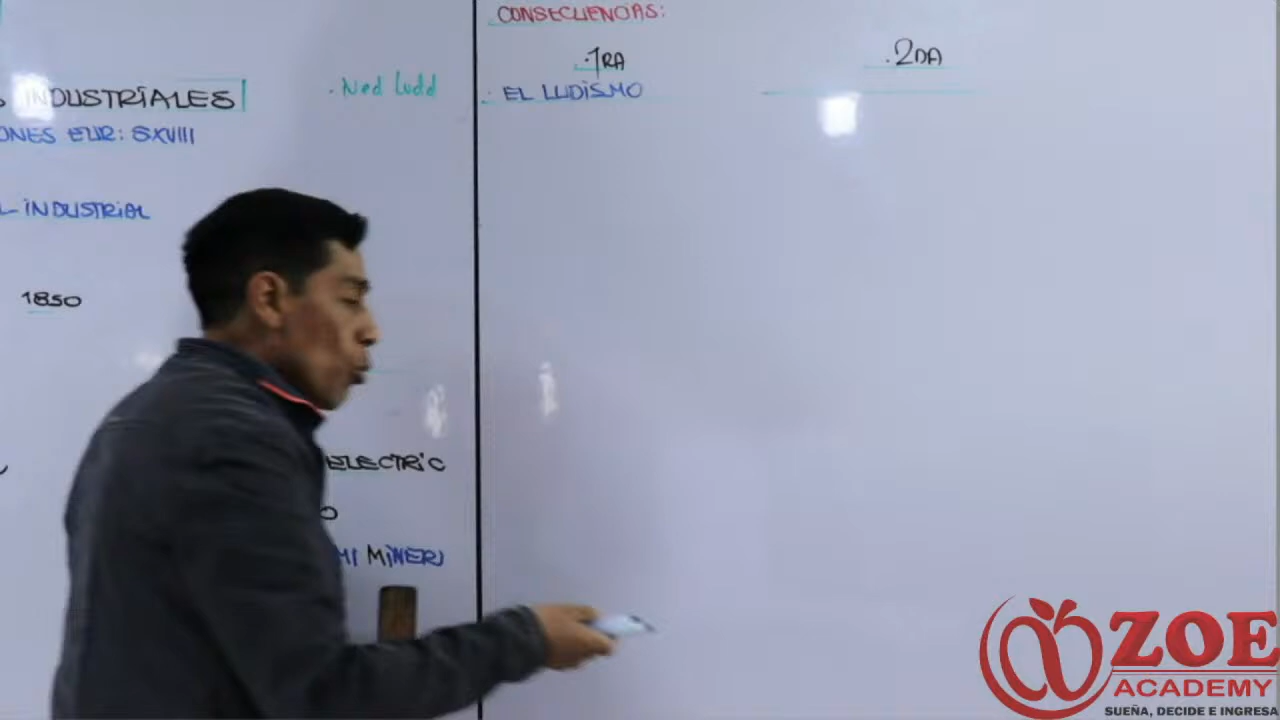 INDUSTRIALES
ONES EUR: SXVIII
L INDUSTRIAL
1850
. Ned Ludd
ELECTRIC
O
MI MINERI
CONSECUENCIAS:
. 1RA
. EL LUDISMO
. 2DA
ZOE
ACADEMY
SUEÑA, DECIDE E INGRESA